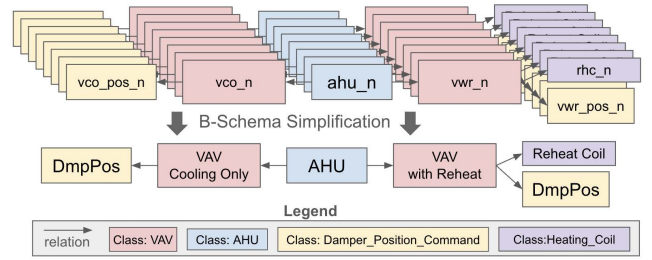 vco_pos_n vco_n ahu_n vwr_n rhc_n
vwr_pos_n
B-Schema Simplification
DmpPos VAV Cooling Only AHU VAV with Reheat Reheat Coil
DmpPos
Legend
relation Class: VAV Class: AHU Class: Damper_Position_Command Class:Heating_Coil